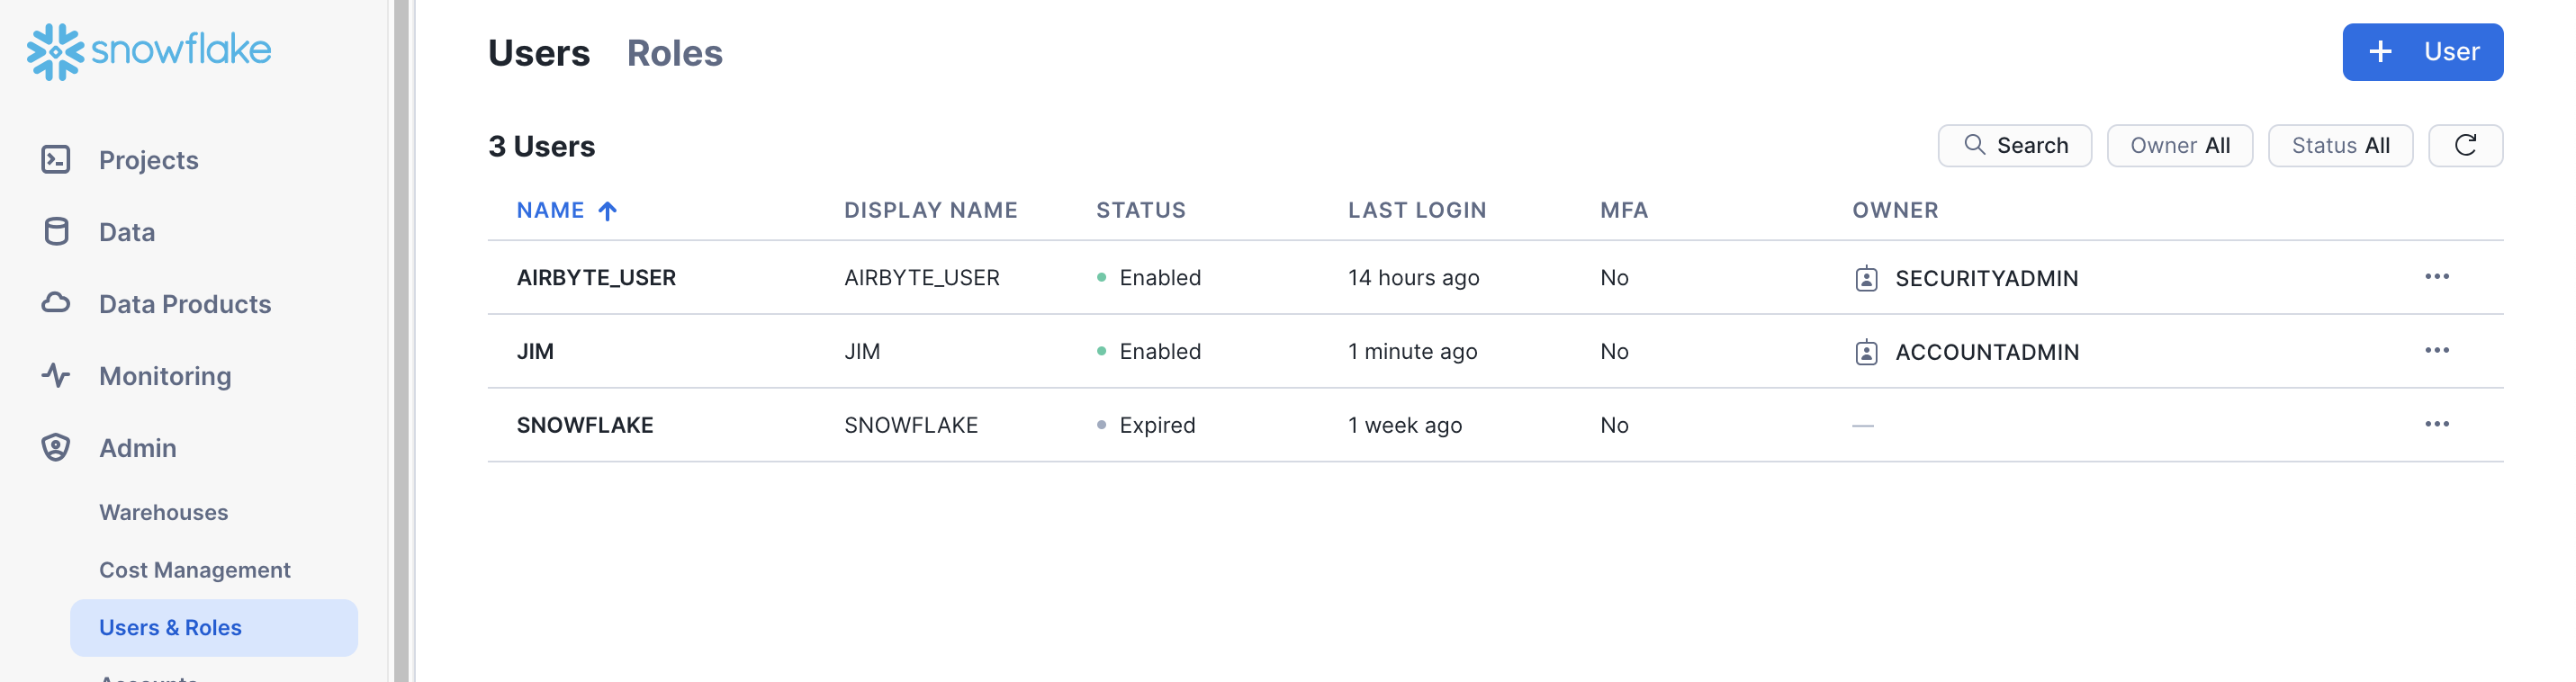 snowflake
Projects
Data
Data Products
Monitoring
Admin
Warehouses
Cost Management
Users & Roles
Accounts
Users Roles
+ User
3 Users
Search Owner All Status All
NAME ↑ DISPLAY NAME STATUS LAST LOGIN MFA OWNER
AIRBYTE_USER AIRBYTE_USER Enabled 14 hours ago No SECURITYADMIN
JIM JIM Enabled 1 minute ago No ACCOUNTADMIN
SNOWFLAKE SNOWFLAKE Expired 1 week ago No —